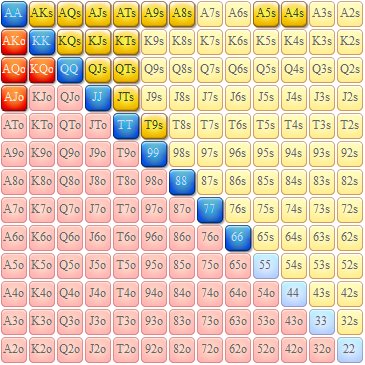 AA AKs AQs AJs ATs A9s A8s A7s A6s A5s A4s A3s A2s
AKo KK KQs KJs KTs K9s K8s K7s K6s K5s K4s K3s K2s
AQo KQo QQ QJs QTs Q9s Q8s Q7s Q6s Q5s Q4s Q3s Q2s
AJo KJo QJo JJ JTs J9s J8s J7s J6s J5s J4s J3s J2s
ATo KTo QTo JTo TT T9s T8s T7s T6s T5s T4s T3s T2s
A9o K9o Q9o J9o T9o 99 98s 97s 96s 95s 94s 93s 92s
A8o K8o Q8o J8o T8o 98o 88 87s 86s 85s 84s 83s 82s
A7o K7o Q7o J7o T7o 97o 87o 77 76s 75s 74s 73s 72s
A6o K6o Q6o J6o T6o 96o 86o 76o 66 65s 64s 63s 62s
A5o K5o Q5o J5o T5o 95o 85o 75o 65o 55 54s 53s 52s
A4o K4o Q4o J4o T4o 94o 84o 74o 64o 54o 44 43s 42s
A3o K3o Q3o J3o T3o 93o 83o 73o 63o 53o 43o 33 32s
A2o K2o Q2o J2o T2o 92o 82o 72o 62o 52o 42o 32o 22